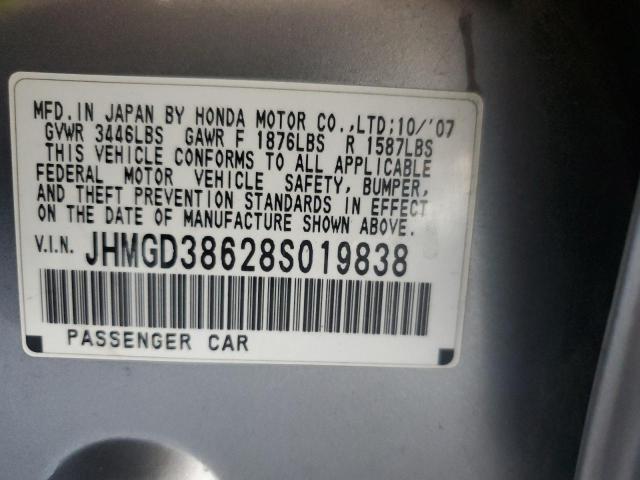 MFD.IN JAPAN BY HONDA MOTOR CO.,LTD;10/'07
GVWR 3446LBS GAWR F 1876LBS R 1587LBS
THIS VEHICLE CONFORMS TO ALL APPLICABLE
FEDERAL MOTOR VEHICLE SAFETY, BUMPER,
AND THEFT PREVENTION STANDARDS IN EFFECT
ON THE DATE OF MANUFACTURE SHOWN ABOVE.
V.I.N. JHMGD38628S019838
PASSENGER CAR